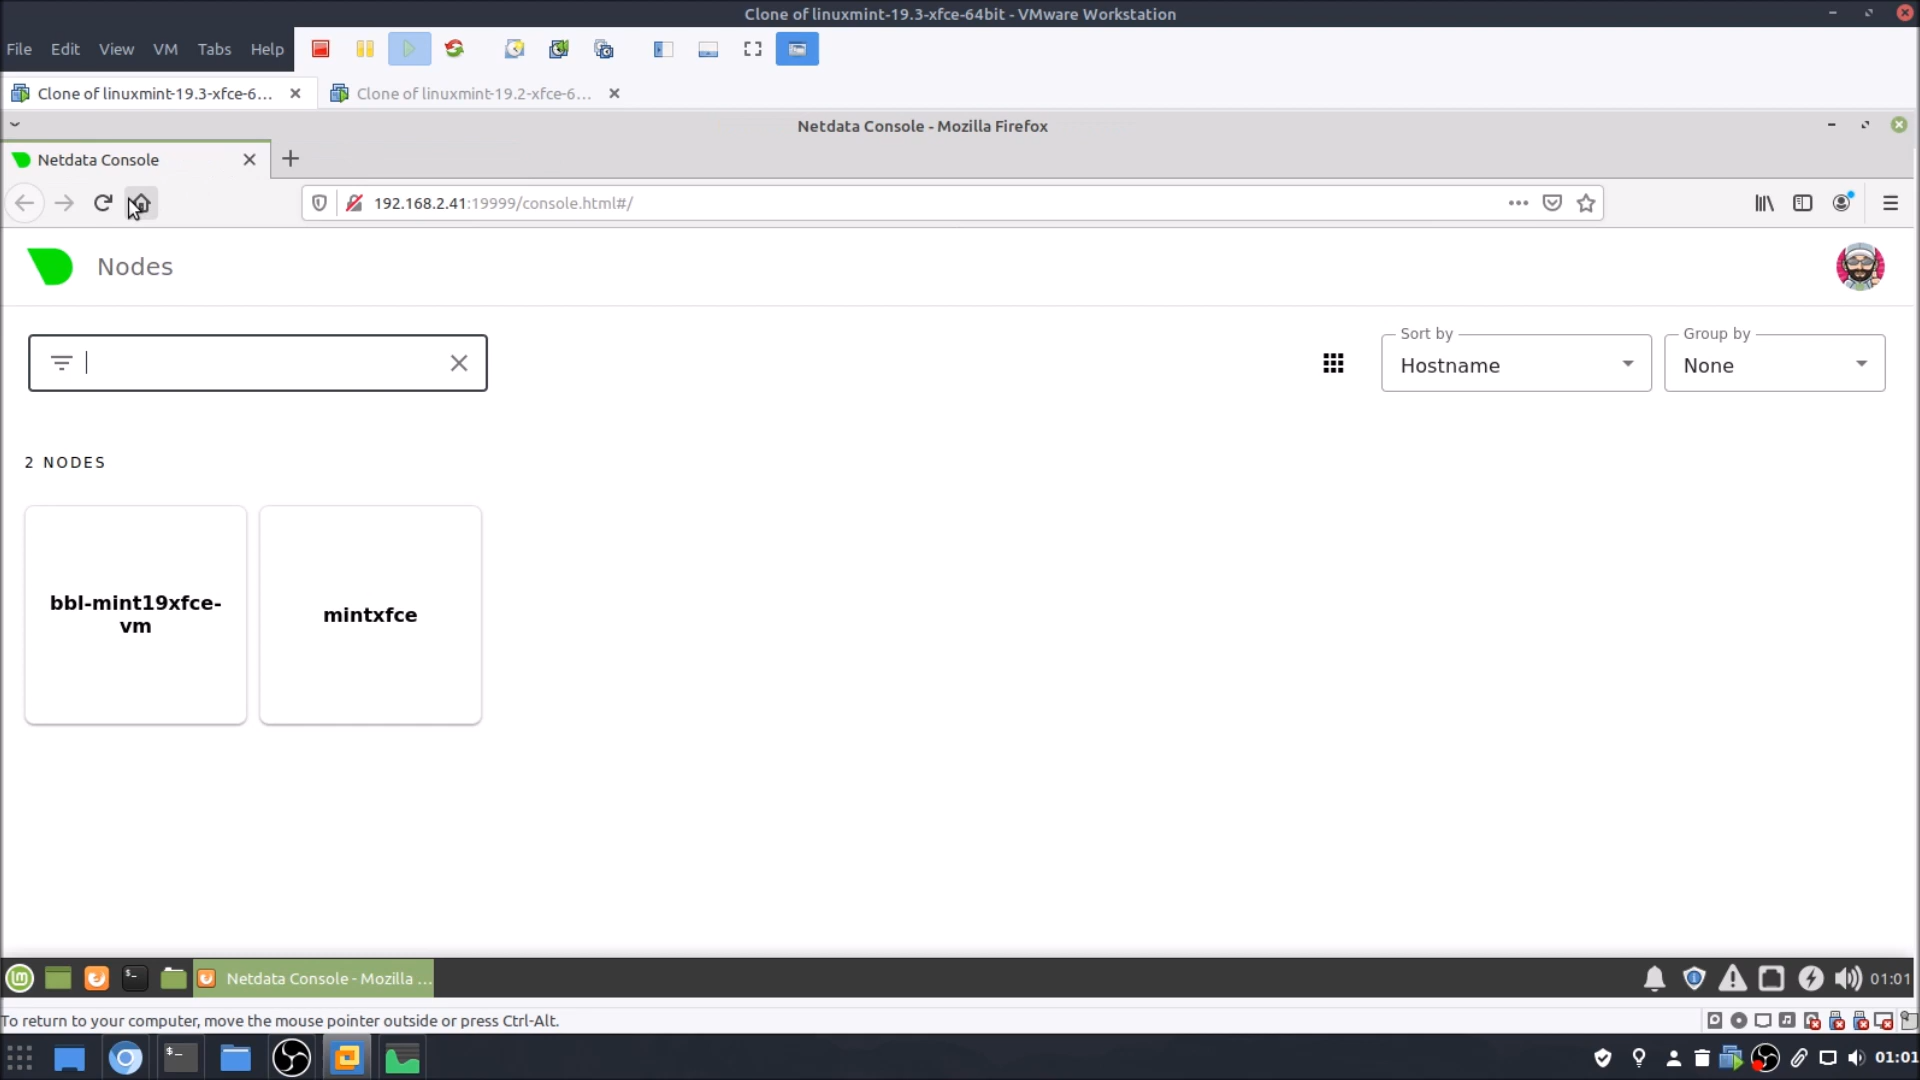 Clone of linuxmint-19.3-xfce-64bit - VMware Workstation
File Edit View VM Tabs Help
Clone of linuxmint-19.3-xfce-6... Clone of linuxmint-19.2-xfce-6...
Netdata Console - Mozilla Firefox
Netdata Console
192.168.2.41:19999/console.html#/
Nodes
Sort by Group by
Hostname None
2 NODES
bbl-mint19xfce-
vm
mintxfce
Netdata Console - Mozilla ... 01:01
To return to your computer, move the mouse pointer outside or press Ctrl-Alt.
01:01